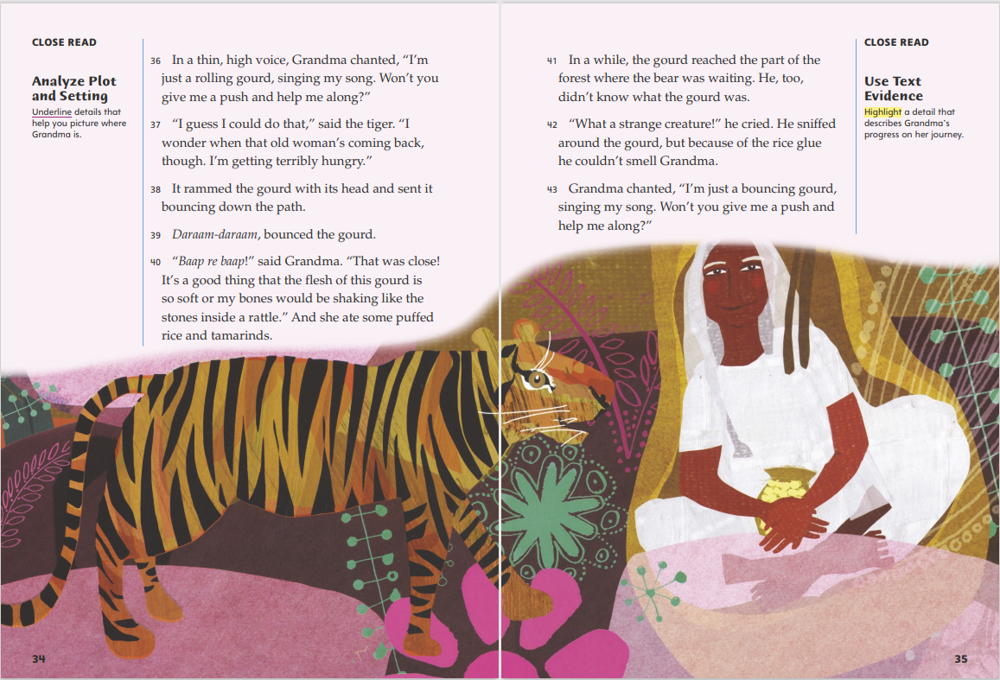 CLOSE READ
Analyze Plot
and Setting
Underline details that
help you picture where
Grandma is.
36 In a thin, high voice, Grandma chanted, “I’m
just a rolling gourd, singing my song. Won’t you
give me a push and help me along?”
37 “I guess I could do that,” said the tiger. “I
wonder when that old woman’s coming back,
though. I’m getting terribly hungry.”
38 It rammed the gourd with its head and sent it
bouncing down the path.
39 Daraam-daraam, bounced the gourd.
40 “Baap re baap!” said Grandma. “That was close!
It’s a good thing that the flesh of this gourd is
so soft or my bones would be shaking like the
stones inside a rattle.” And she ate some puffed
rice and tamarinds.
34
41 In a while, the gourd reached the part of the
forest where the bear was waiting. He, too,
didn’t know what the gourd was.
42 “What a strange creature!” he cried. He sniffed
around the gourd, but because of the rice glue
he couldn’t smell Grandma.
43 Grandma chanted, “I’m just a bouncing gourd,
singing my song. Won’t you give me a push and
help me along?”
CLOSE READ
Use Text
Evidence
Highlight a detail that
describes Grandma’s
progress on her journey.
35